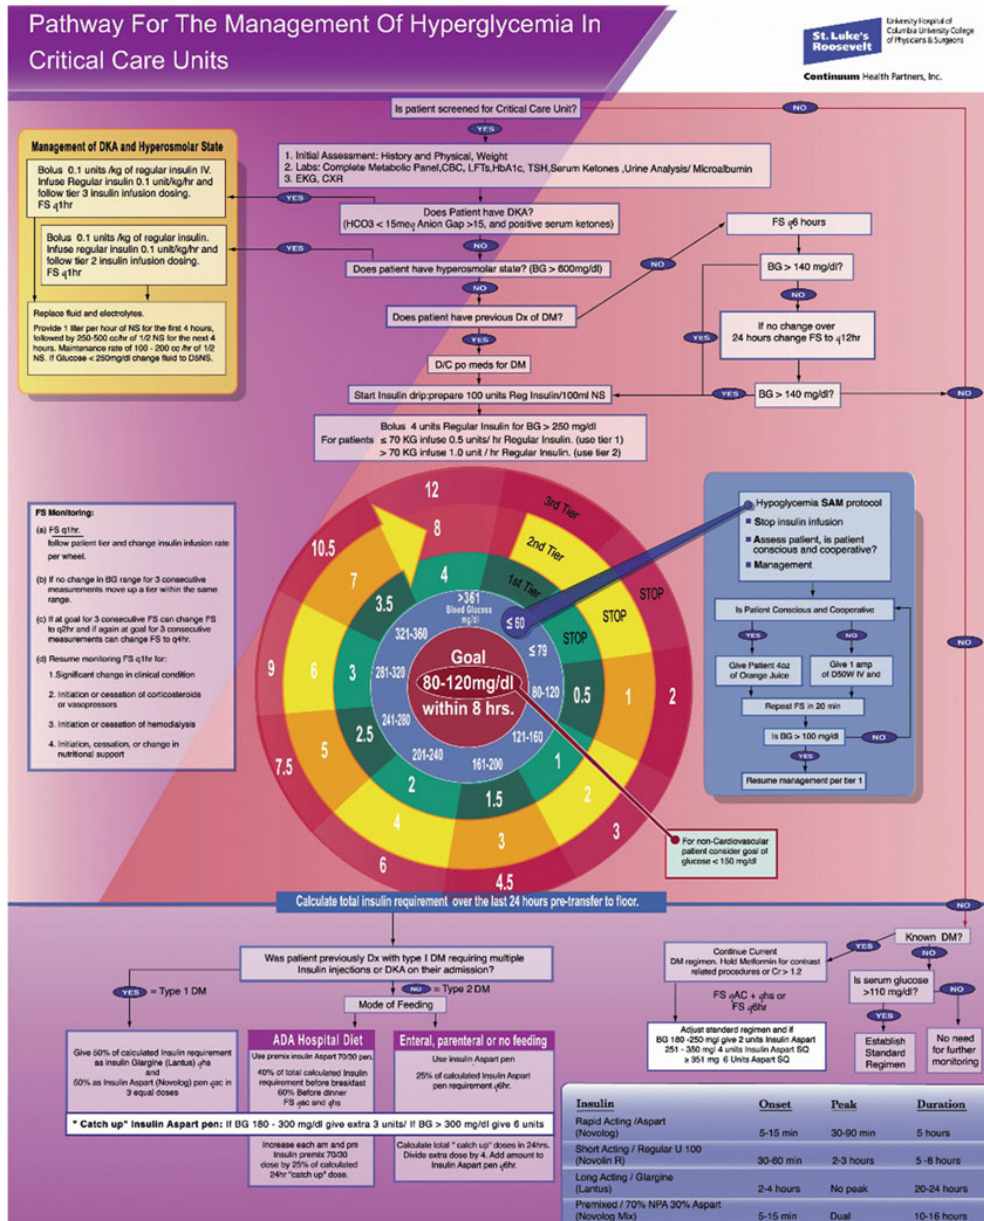 Pathway For The Management Of Hyperglycemia In
Critical Care Units
St. Luke's
Roosevelt
University Hospital of
Columbia University College
of Physicians & Surgeons
Continuum Health Partners, Inc.
Is patient screened for Critical Care Unit?
NO
YES
1. Initial Assessment: History and Physical, Weight
2. Labs: Complete Metabolic Panel,CBC, LFTs,HbA1c, TSH,Serum Ketones ,Urine Analysis/ Microalbumin
3. EKG, CXR
Management of DKA and Hyperosmolar State
Bolus 0.1 units /kg of regular insulin IV.
Infuse Regular insulin 0.1 unit/kg/hr and
follow tier 3 insulin infusion dosing.
FS q1hr
Bolus 0.1 units /kg of regular insulin.
Infuse regular insulin 0.1 unit/kg/hr and
follow tier 2 insulin infusion dosing.
FS q1hr
Replace fluid and electrolytes.
Provide 1 liter per hour of NS for the first 4 hours,
followed by 250-500 cc/hr of 1/2 NS for the next 4
hours. Maintenance rate of 100 - 200 cc /hr of 1/2
NS. If Glucose < 250mg/dl change fluid to D5NS.
YES
Does Patient have DKA?
(HCO3 < 15meq Anion Gap >15, and positive serum ketones)
NO
YES
Does patient have hyperosmolar state? (BG > 600mg/dl)
NO
Does patient have previous Dx of DM?
NO
YES
D/C po meds for DM
Start Insulin drip:prepare 100 units Reg Insulin/100ml NS
Bolus 4 units Regular Insulin for BG > 250 mg/dl
For patients ≤ 70 KG infuse 0.5 units/ hr Regular Insulin. (use tier 1)
> 70 KG infuse 1.0 unit / hr Regular Insulin. (use tier 2)
FS q6 hours
BG > 140 mg/dl?
NO
YES
If no change over
24 hours change FS to q12hr
YES
BG > 140 mg/dl?
NO
FS Monitoring:
(a) FS q1hr.
follow patient tier and change insulin infusion rate
per wheel.
(b) If no change in BG range for 3 consecutive
measurements move up a tier within the same
range.
(c) If at goal for 3 consecutive FS can change FS
to q2hr and if again at goal for 3 consecutive
measurements can change FS to q4hr.
(d) Resume monitoring FS q1hr for:
1.Significant change in clinical condition
2. Initiation or cessation of corticosteroids
or vasopressors
3. Initiation or cessation of hemodialysis
4. Initiation, cessation, or change in
nutritional support
3rd Tier
2nd Tier
1st Tier
STOP
STOP
STOP
12
8
4
>361
Blood Glucose
mg/dl
≤ 60
≤ 79
10.5
7
3.5
321-360
9
6
3
281-320
7.5
5
2.5
241-280
6
4
2
201-240
4.5
3
1.5
161-200
3
2
1
121-160
2
1
0.5
80-120
Goal
80-120mg/dl
within 8 hrs.
Hypoglycemia SAM protocol
Stop insulin infusion
Assess patient, is patient
conscious and cooperative?
Management
Is Patient Conscious and Cooperative
YES
NO
Give Patient 4oz
of Orange Juice
Give 1 amp
of D50W IV and
Repeat FS in 20 min
Is BG > 100 mg/dl
NO
YES
Resume management per tier 1
NO
For non-Cardiovascular
patient consider goal of
glucose < 150 mg/dl
Calculate total insulin requirement over the last 24 hours pre-transfer to floor.
Was patient previously Dx with type I DM requiring multiple
Insulin injections or DKA on their admission?
YES = Type 1 DM
NO = Type 2 DM
Mode of Feeding
Give 50% of calculated Insulin requirement
as insulin Glargine (Lantus) qhs
and
50% as Insulin Aspart (Novolog) pen qac in
3 equal doses
ADA Hospital Diet
Use premix insulin Aspart 70/30 pen.
40% of total calculated Insulin
requirement before breakfast
60% Before dinner
FS qac and qhs
Enteral, parenteral or no feeding
Use insulin Aspart pen
25% of calculated Insulin Aspart
pen requirement q6hr.
* Catch up" Insulin Aspart pen: If BG 180 - 300 mg/dl give extra 3 units/ If BG > 300 mg/dl give 6 units
Increase each am and pm
Insulin premix 70/30
dose by 25% of calculated
24hr "catch up" dose.
Calculate total " catch up" doses in 24hrs.
Divide extra dose by 4. Add amount to
Insulin Aspart pen q6hr.
NO
Known DM?
YES
NO
Continue Current
DM regimen. Hold Metformin for contrast
related procedures or Cr > 1.2
FS qAC + qhs or
FS q6hr
Adjust standard regimen and if
BG 180 -250 mgl give 2 units Insulin Aspart
251 - 350 mgl 4 units Insulin Aspart SQ
≥ 351 mg 6 Units Aspart SQ
Is serum glucose
>110 mg/dl?
NO
YES
Establish
Standard
Regimen
No need
for further
monitoring
Insulin Onset Peak Duration
Rapid Acting /Aspart
(Novolog) 5-15 min 30-90 min 5 hours
Short Acting / Regular U 100
(Novolin R) 30-60 min 2-3 hours 5 -8 hours
Long Acting / Glargine
(Lantus) 2-4 hours No peak 20-24 hours
Premixed / 70% NPA 30% Aspart
(Novolog Mix) 5-15 min Dual 10-16 hours